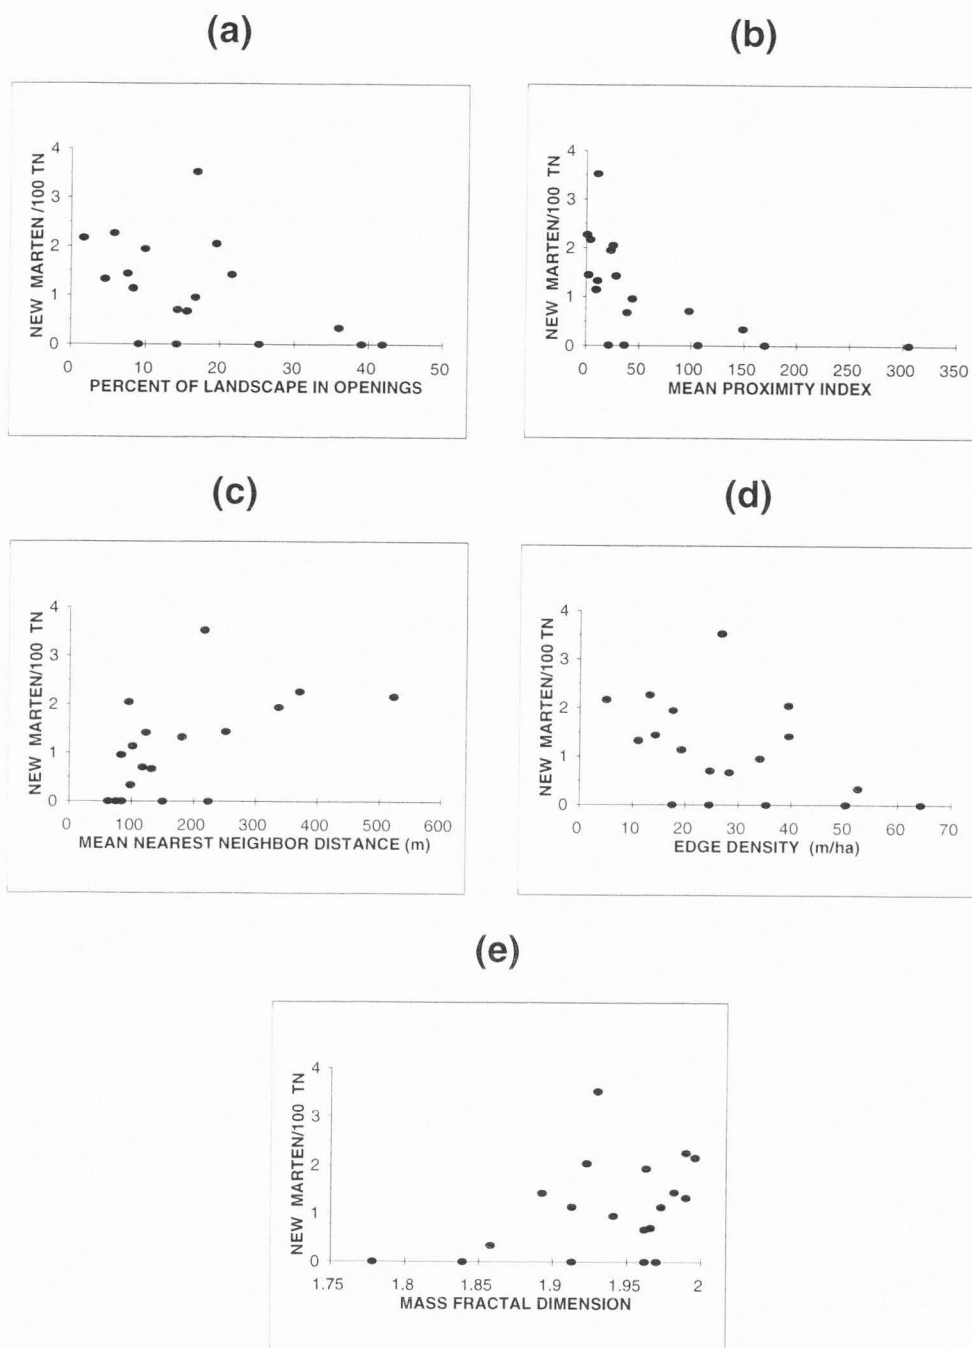 (a)
(b)
NEW MARTEN /100 TN
4
3
2
1
0
0 10 20 30 40 50
PERCENT OF LANDSCAPE IN OPENINGS
NEW MARTEN/100 TN
4
3
2
1
0
0 50 100 150 200 250 300 350
MEAN PROXIMITY INDEX
(c)
(d)
NEW MARTEN/100 TN
4
3
2
1
0
0 100 200 300 400 500 600
MEAN NEAREST NEIGHBOR DISTANCE (m)
NEW MARTEN/100 TN
4
3
2
1
0
0 10 20 30 40 50 60 70
EDGE DENSITY (m/ha)
(e)
NEW MARTEN/100 TN
4
3
2
1
0
1.75 1.8 1.85 1.9 1.95 2
MASS FRACTAL DIMENSION